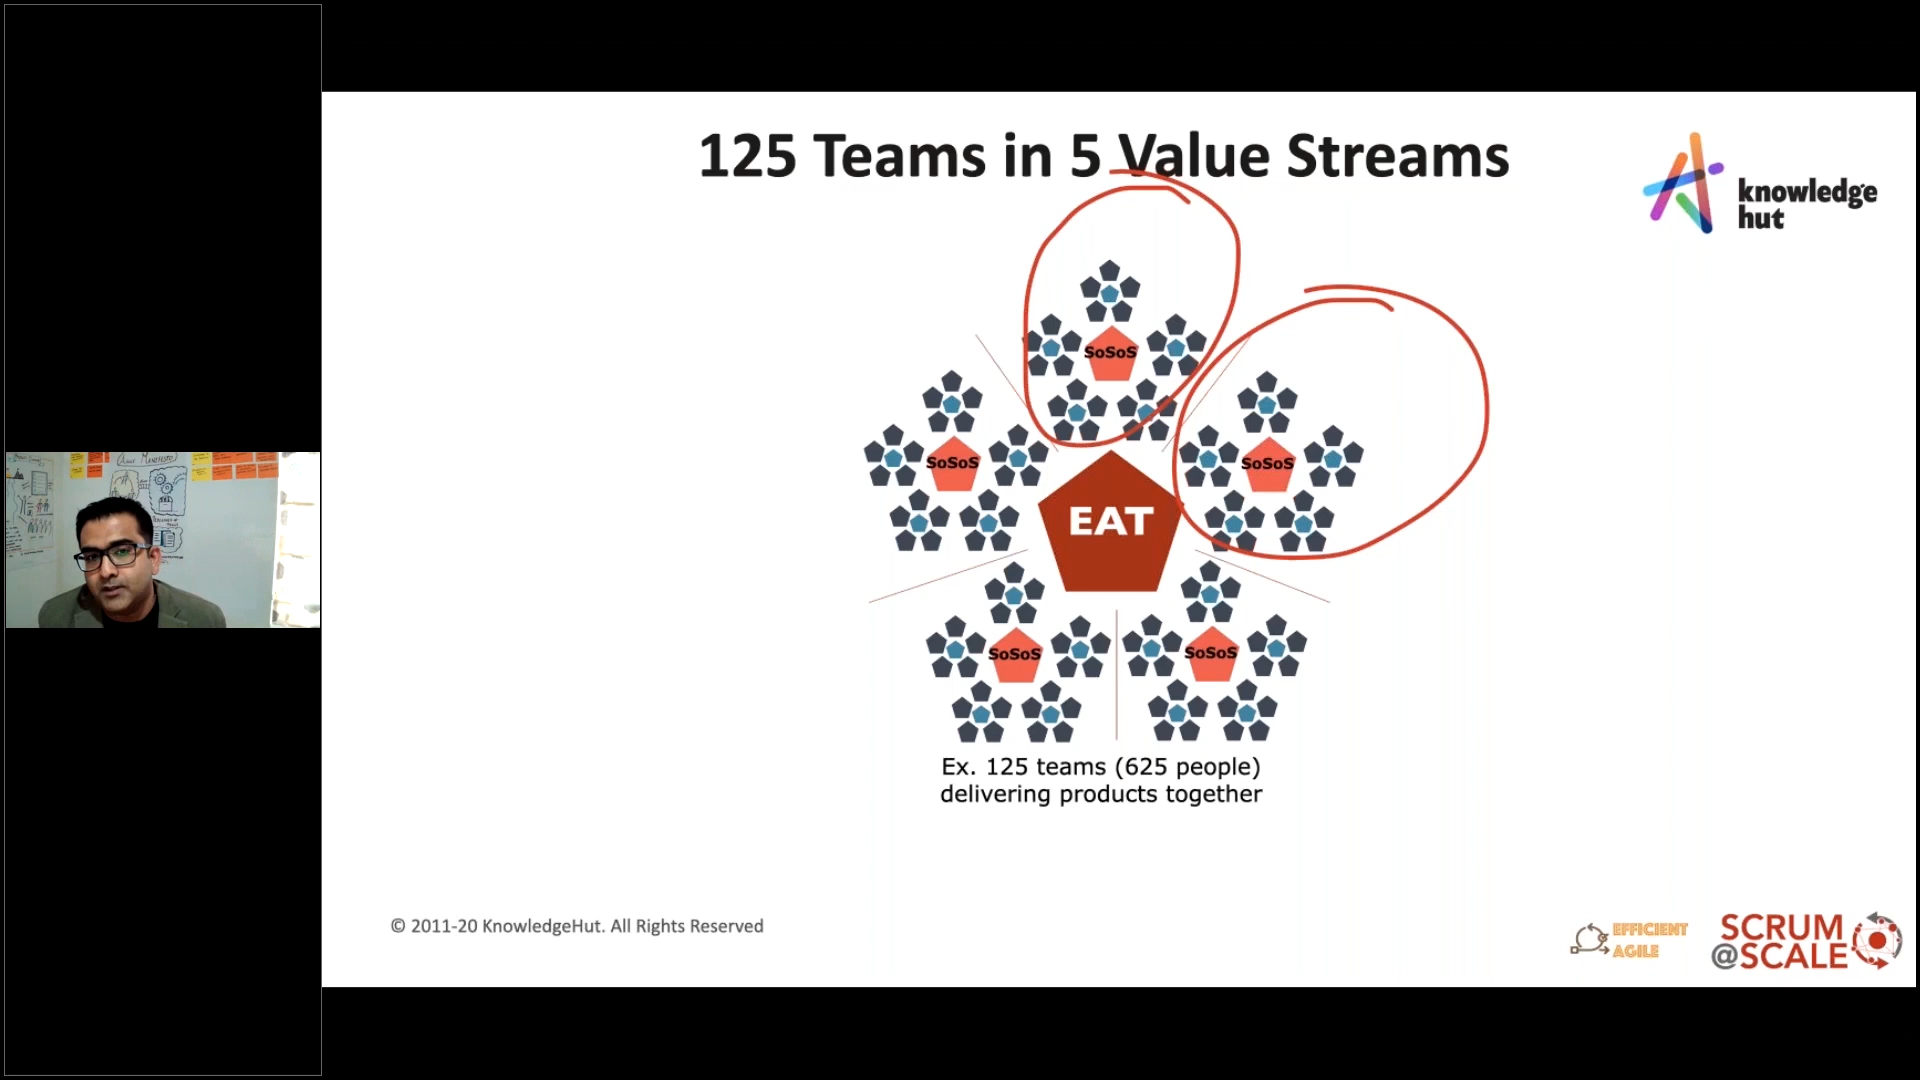 125 Teams in 5 Value Streams
knowledge
hut
SoSoS
SoSoS
SoSoS
EAT
SoSoS
SoSoS
Ex. 125 teams (625 people)
delivering products together
© 2011-20 KnowledgeHut. All Rights Reserved
EFFICIENT
AGILE
SCRUM
@SCALE